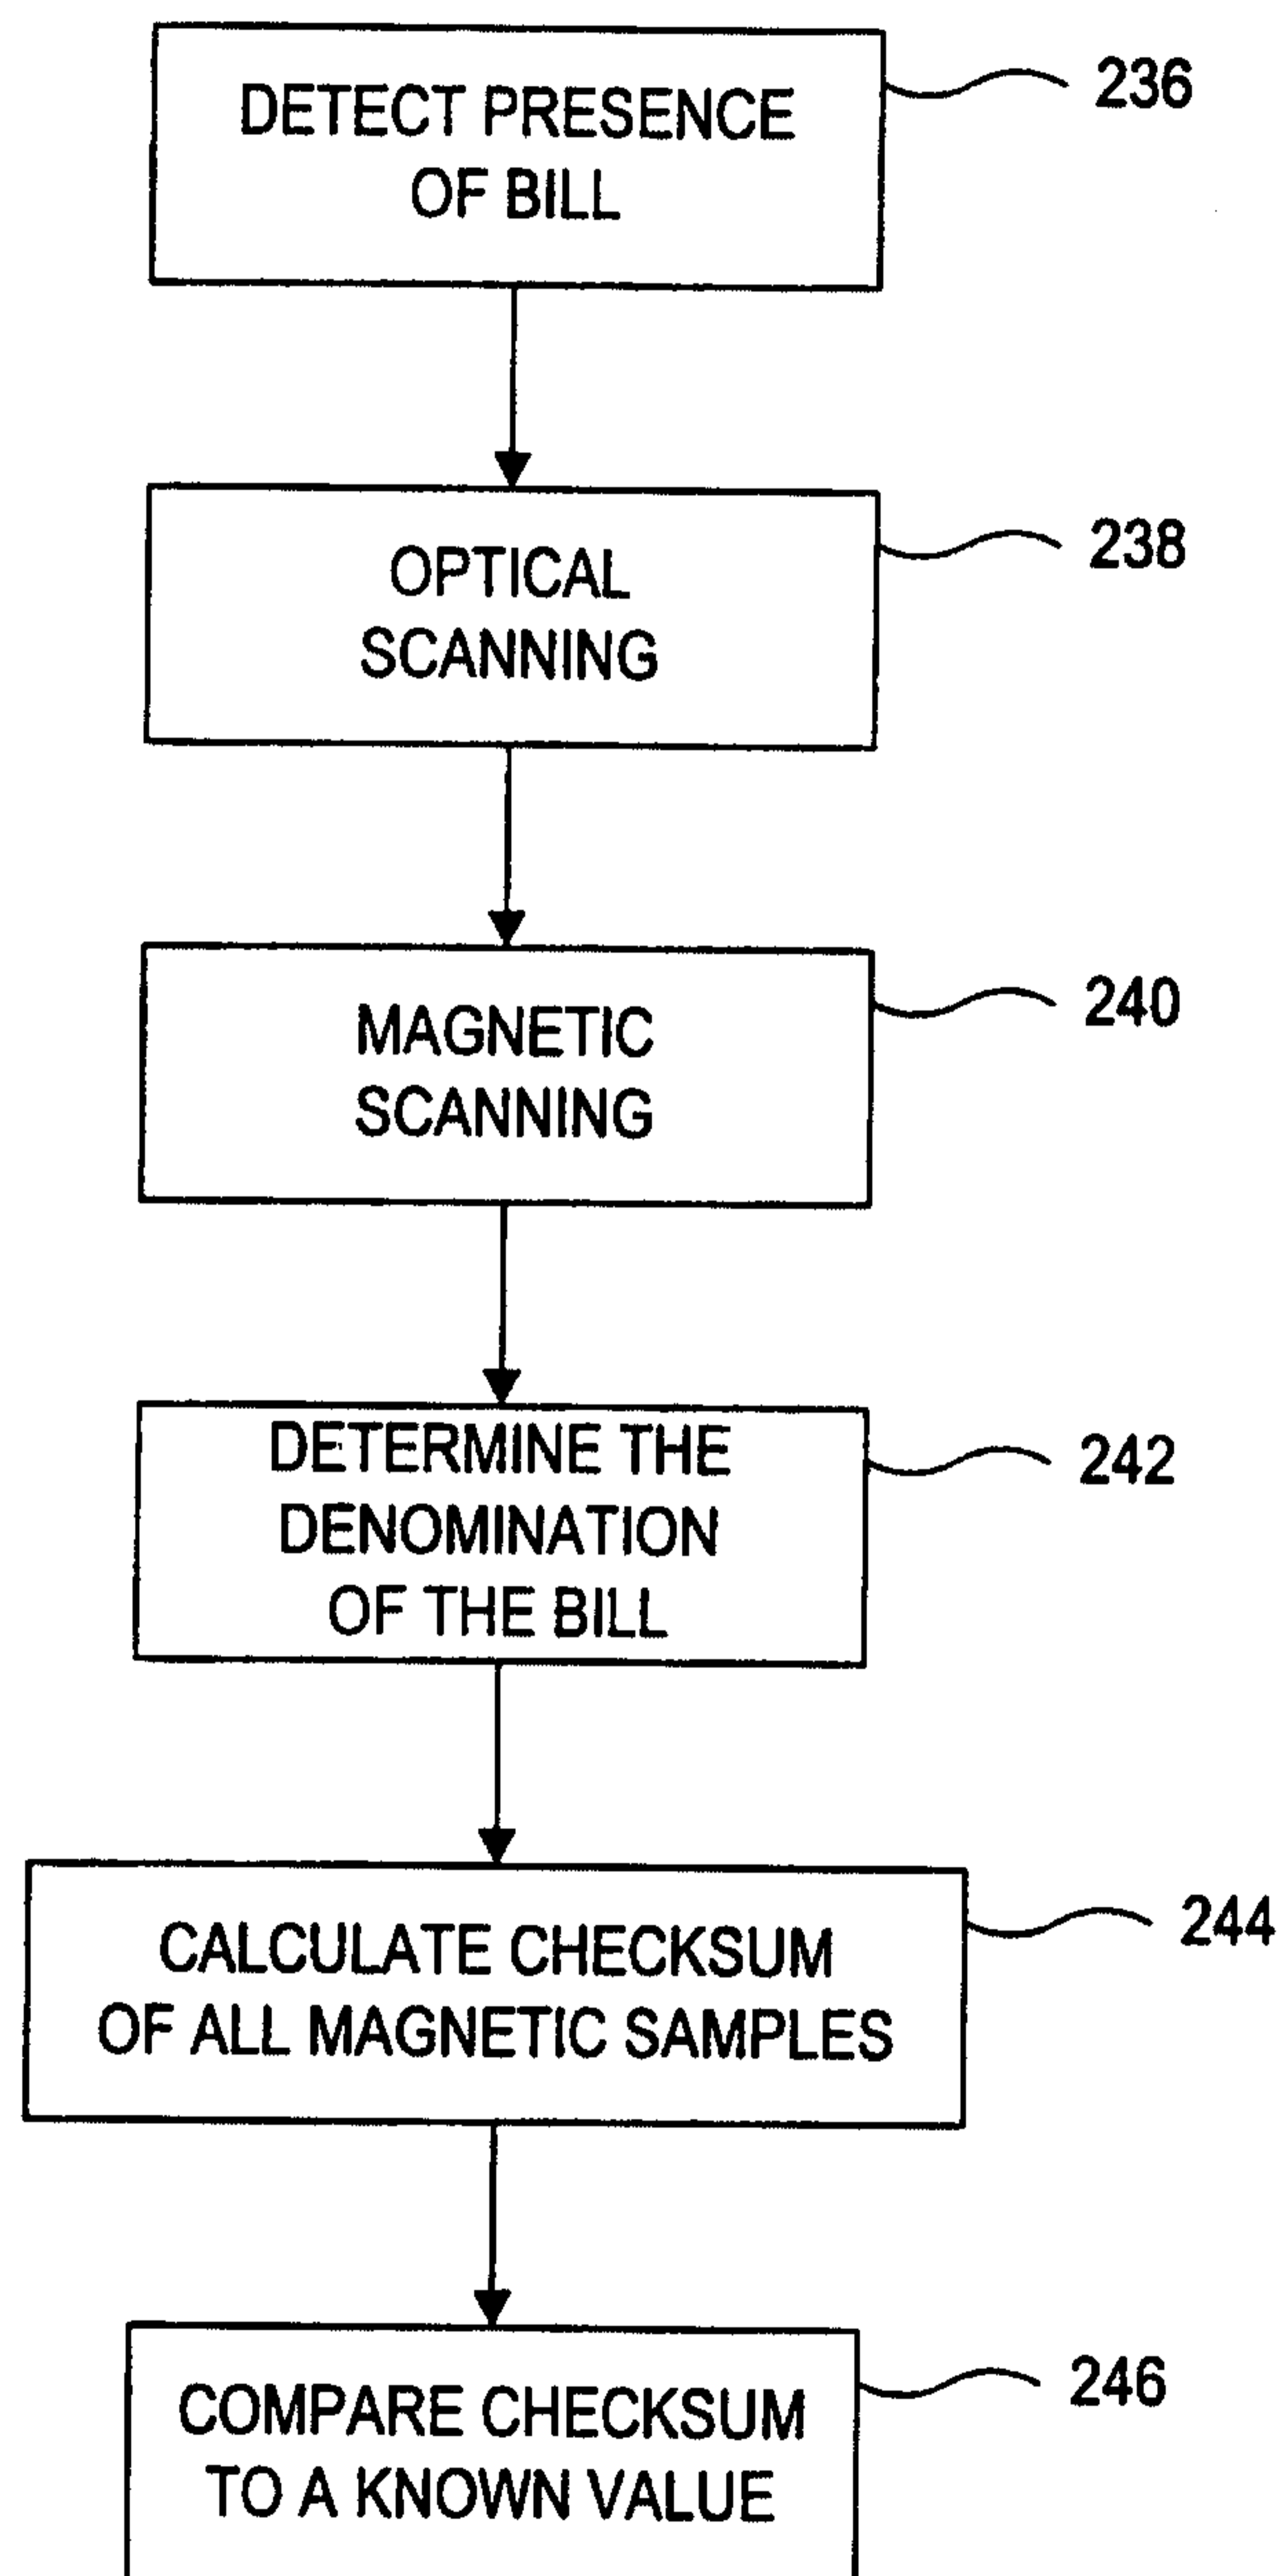 DETECT PRESENCE
OF BILL
236
OPTICAL
SCANNING
238
MAGNETIC
SCANNING
240
DETERMINE THE
DENOMINATION
OF THE BILL
242
CALCULATE CHECKSUM
OF ALL MAGNETIC SAMPLES
244
COMPARE CHECKSUM
TO A KNOWN VALUE
246